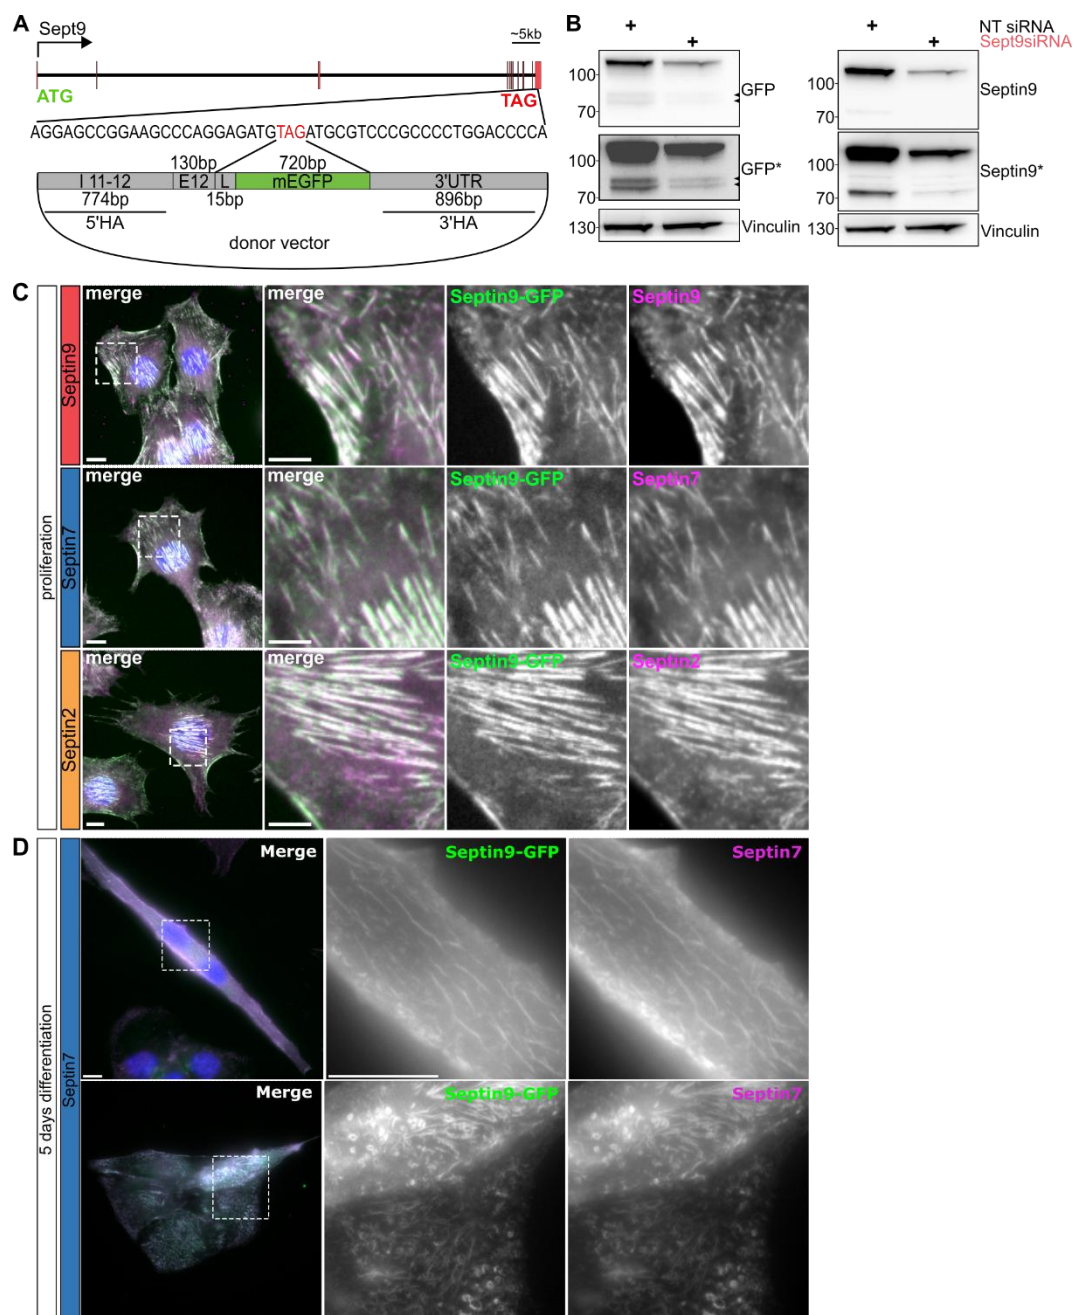 A
Sept9
~5kb
ATG
TAG
AGGAGCCGGAAGCCCAGGAGATGTAGATGCGTCCCGCCCCTGGACCCCA
130bp
720bp
I 11-12
E12
L
mEGFP
3'UTR
774bp
15bp
896bp
5'HA
3'HA
donor vector
B
+
+
+
+
NT siRNA
Sept9siRNA
100
70
GFP
100
70
GFP*
130
Vinculin
100
70
Septin9
100
70
Septin9*
130
Vinculin
C
proliferation
Septin9
merge
merge
Septin9-GFP
Septin9
Septin7
merge
merge
Septin9-GFP
Septin7
Septin2
merge
merge
Septin9-GFP
Septin2
D
5 days differentiation
Septin7
Merge
Septin9-GFP
Septin7
Merge
Septin9-GFP
Septin7